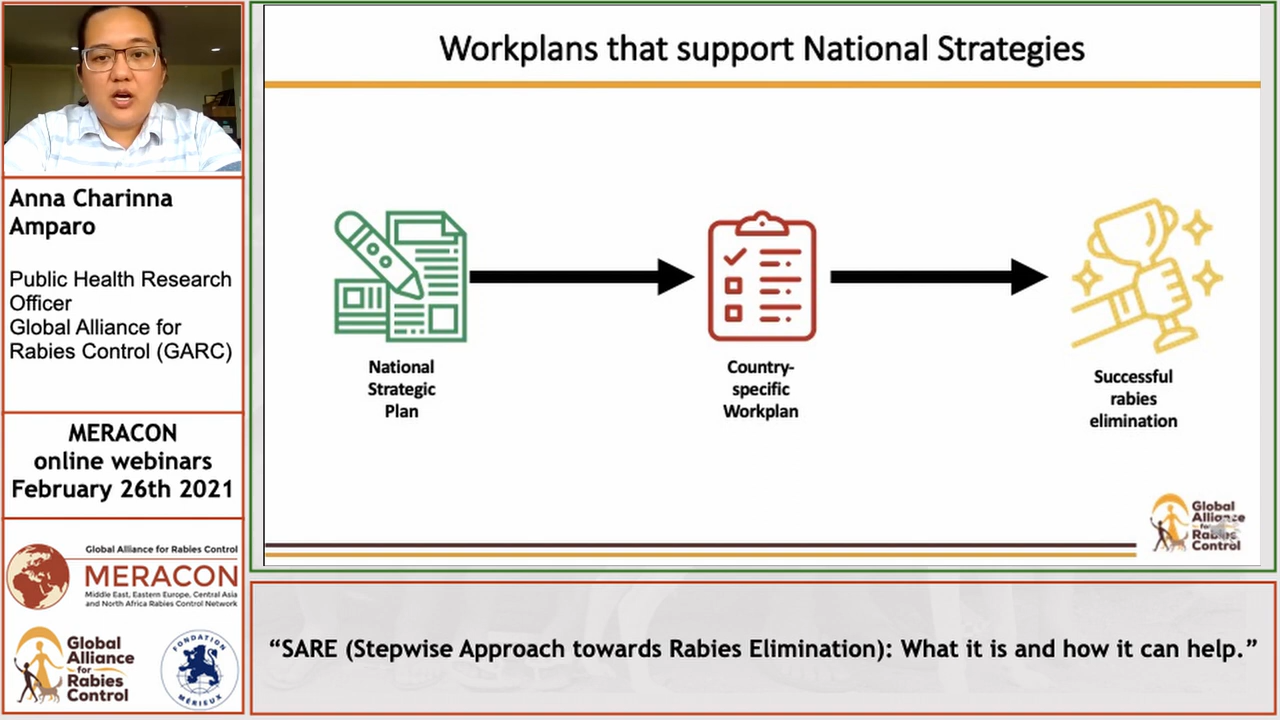 Workplans that support National Strategies
Anna Charinna
Amparo
Public Health Research
Officer
Global Alliance for
Rabies Control (GARC)
MERACON
online webinars
February 26th 2021
Global Alliance for Rabies Control
MERACON
Middle East, Eastern Europe, Central Asia
and North Africa Rabies Control Network
Global
Alliance
for
Rabies
Control
FONDATION
MÉRIEUX
National
Strategic
Plan
Country-
specific
Workplan
Successful
rabies
elimination
Global
Alliance
for
Rabies
Control
“SARE (Stepwise Approach towards Rabies Elimination): What it is and how it can help.”